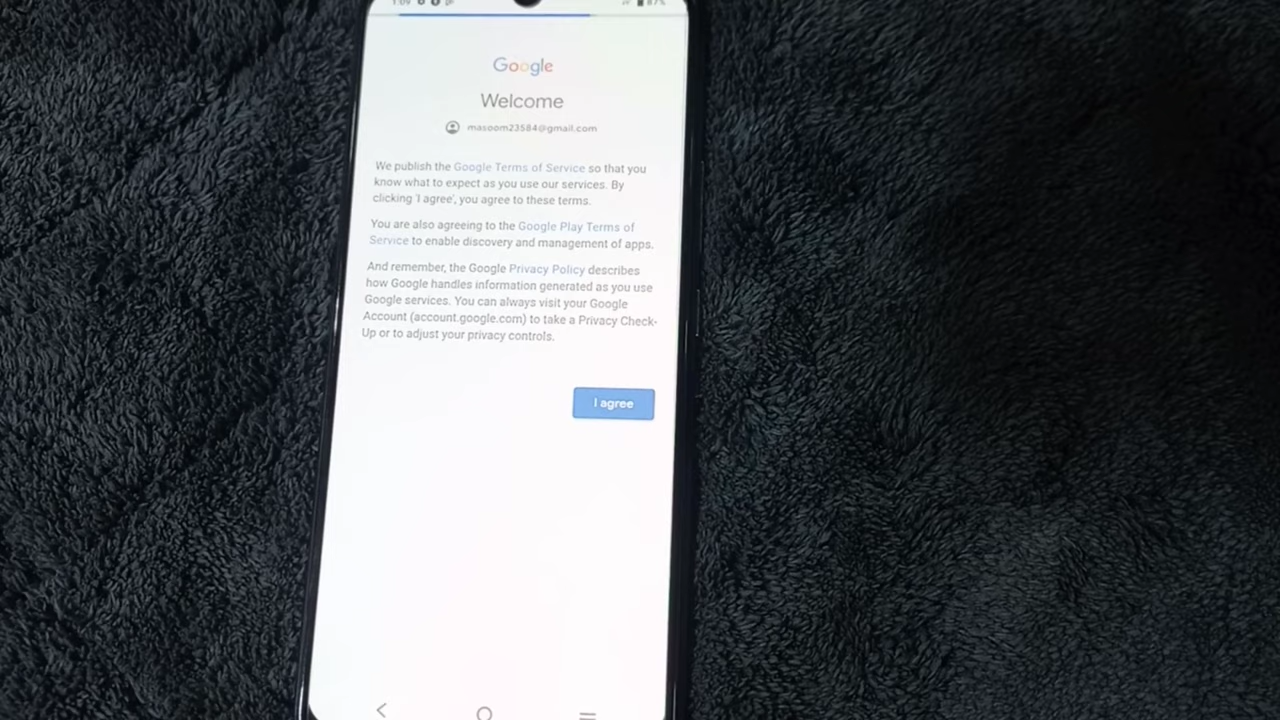 1:09 87%
Google
Welcome
masoom23584@gmail.com
We publish the Google Terms of Service so that you
know what to expect as you use our services. By
clicking 'I agree', you agree to these terms.
You are also agreeing to the Google Play Terms of
Service to enable discovery and management of apps.
And remember, the Google Privacy Policy describes
how Google handles information generated as you use
Google services. You can always visit your Google
Account (account.google.com) to take a Privacy Check-
Up or to adjust your privacy controls.
I agree